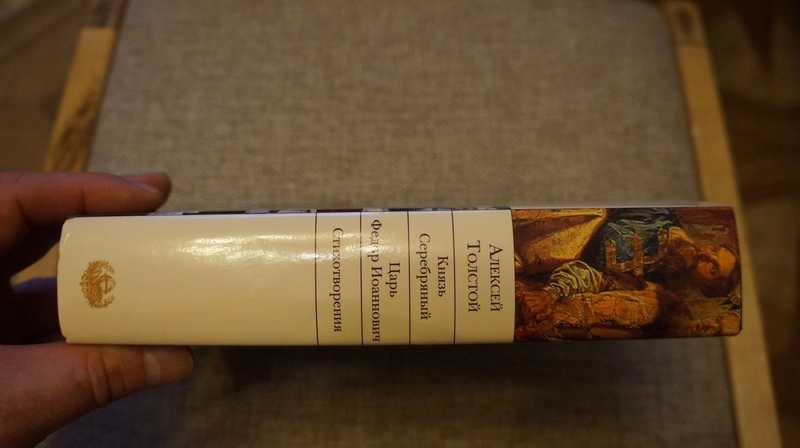 Алексей
Толстой
Князь
Серебряный
Царь
Федор Иоаннович
Стихотворения